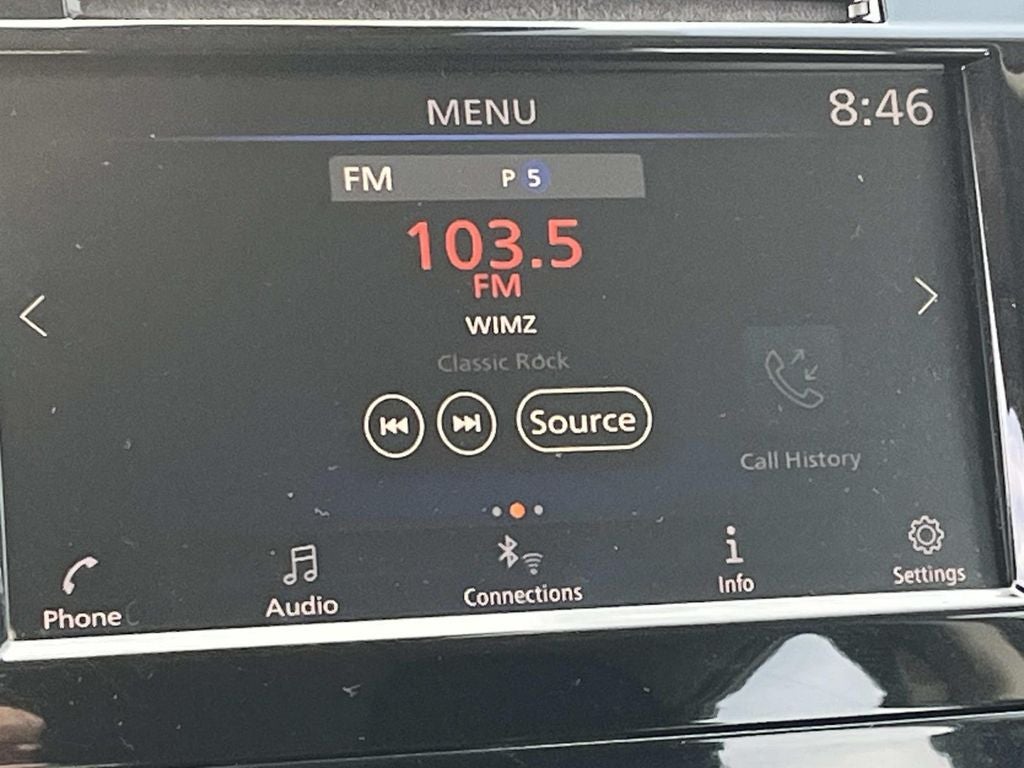 MENU
8:46
FM P 5
103.5
FM
WIMZ
Classic Rock
Source
Call History
Phone
Audio
Connections
Info
Settings